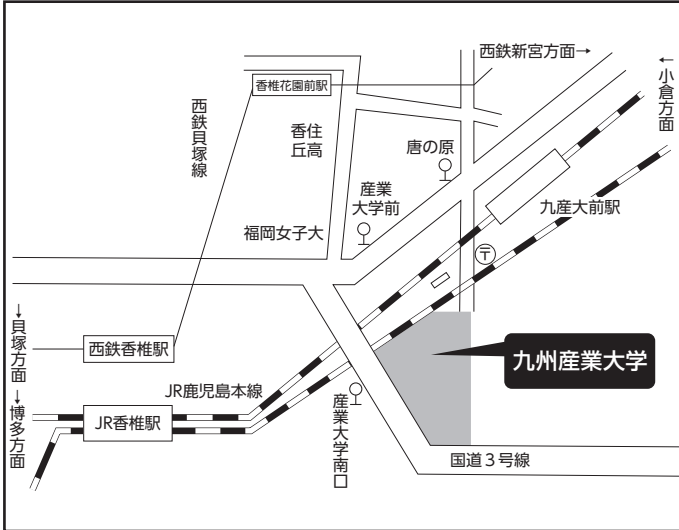 西鉄新宮方面→
←小倉方面
香椎花園前駅
西鉄貝塚線
香住
丘高
唐の原
産業
大学前
九産大前駅
福岡女子大
〒
←貝塚方面
西鉄香椎駅
九州産業大学
JR鹿児島本線
←博多方面
JR香椎駅
産業大学南口
国道3号線